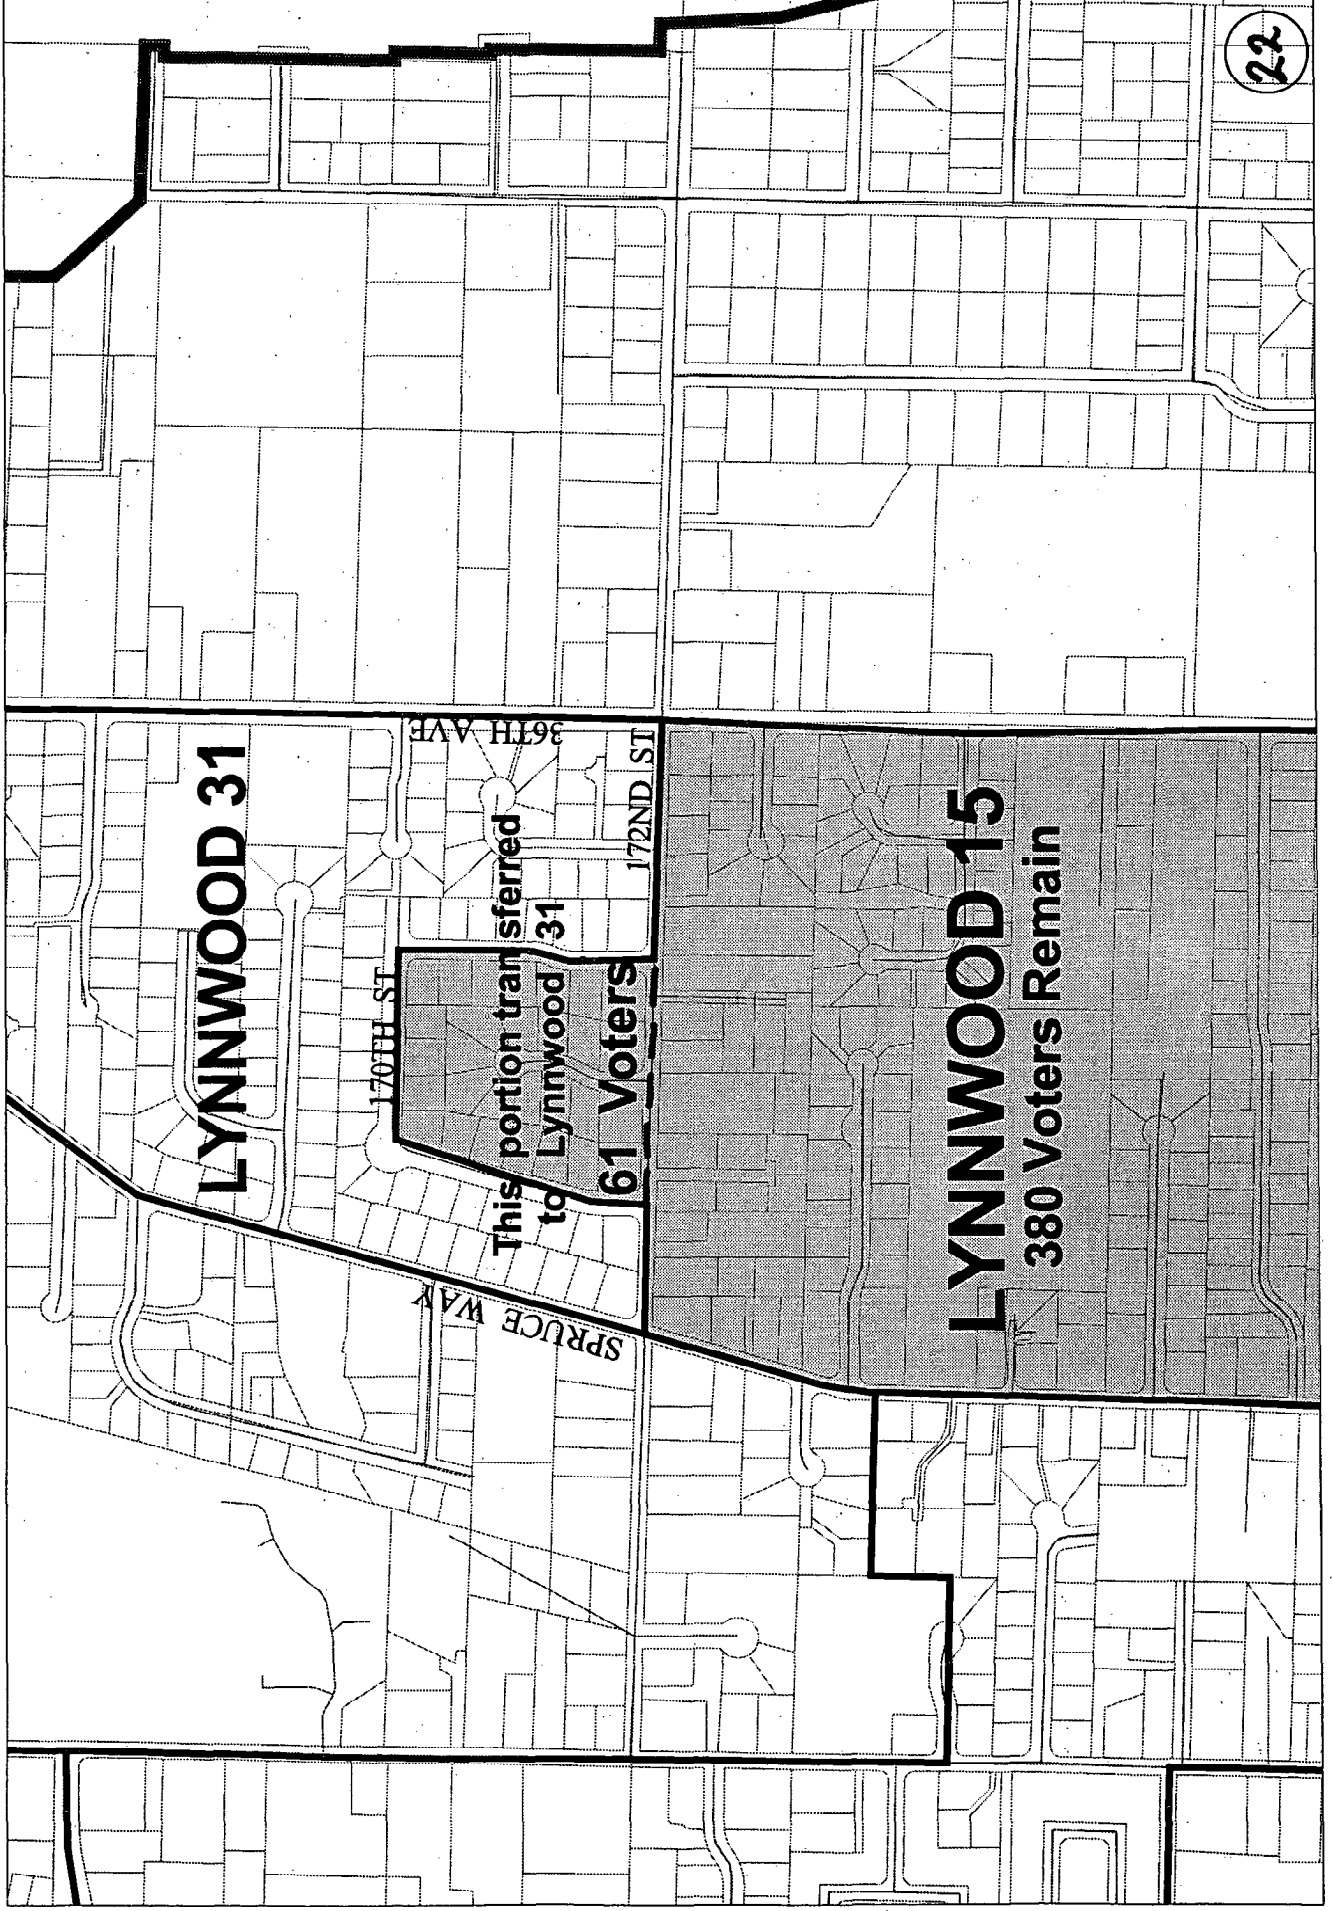 22
LYNNWOOD 31
36TH AVE
170TH ST
172ND ST
This portion transferred
to Lynnwood 31
61 Voters
SPRUCE WAY
LYNNWOOD 15
380 Voters Remain